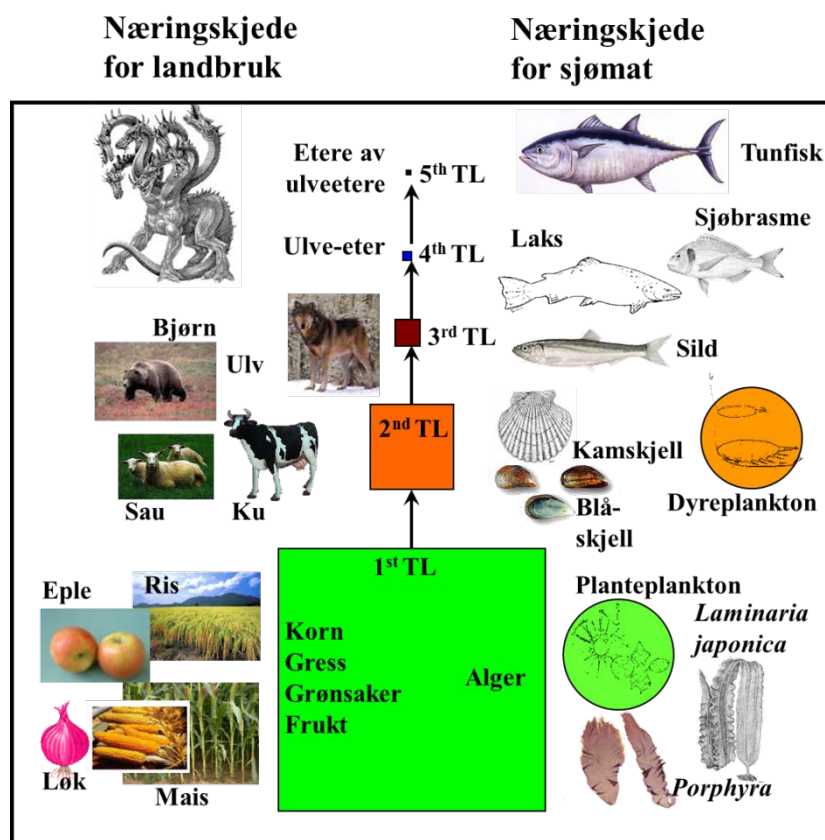 Næringskjede
for landbruk
Næringskjede
for sjømat
Etere av
ulveetere
5th TL
Tunfisk
Sjøbrasme
Ulve-eter
4th TL
Laks
Bjørn
Ulv
3rd TL
Sild
2nd TL
Kamskjell
Sau
Ku
Blå-
skjell
Dyreplankton
1st TL
Eple
Ris
Planteplankton
Laminaria
japonica
Korn
Gress
Grønsaker
Frukt
Alger
Løk
Mais
Porphyra